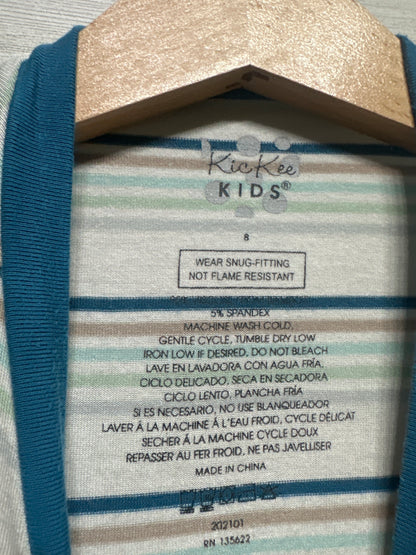 KicKee
KIDS®
8
WEAR SNUG-FITTING
NOT FLAME RESISTANT
5% SPANDEX
MACHINE WASH COLD,
GENTLE CYCLE, TUMBLE DRY LOW
IRON LOW IF DESIRED, DO NOT BLEACH
LAVE EN LAVADORA CON AGUA FRÍA,
CICLO DELICADO, SECA EN SECADORA
CICLO LENTO, PLANCHA FRÍA
SI ES NECESARIO, NO USE BLANQUEADOR
LAVER Á LA MACHINE Á L'EAU FROID, CYCLE DÉLICAT
SECHER Á LA MACHINE CYCLE DOUX
REPASSER AU FER FROID, NE PAS JAVELLISER
MADE IN CHINA
202101
RN 135622